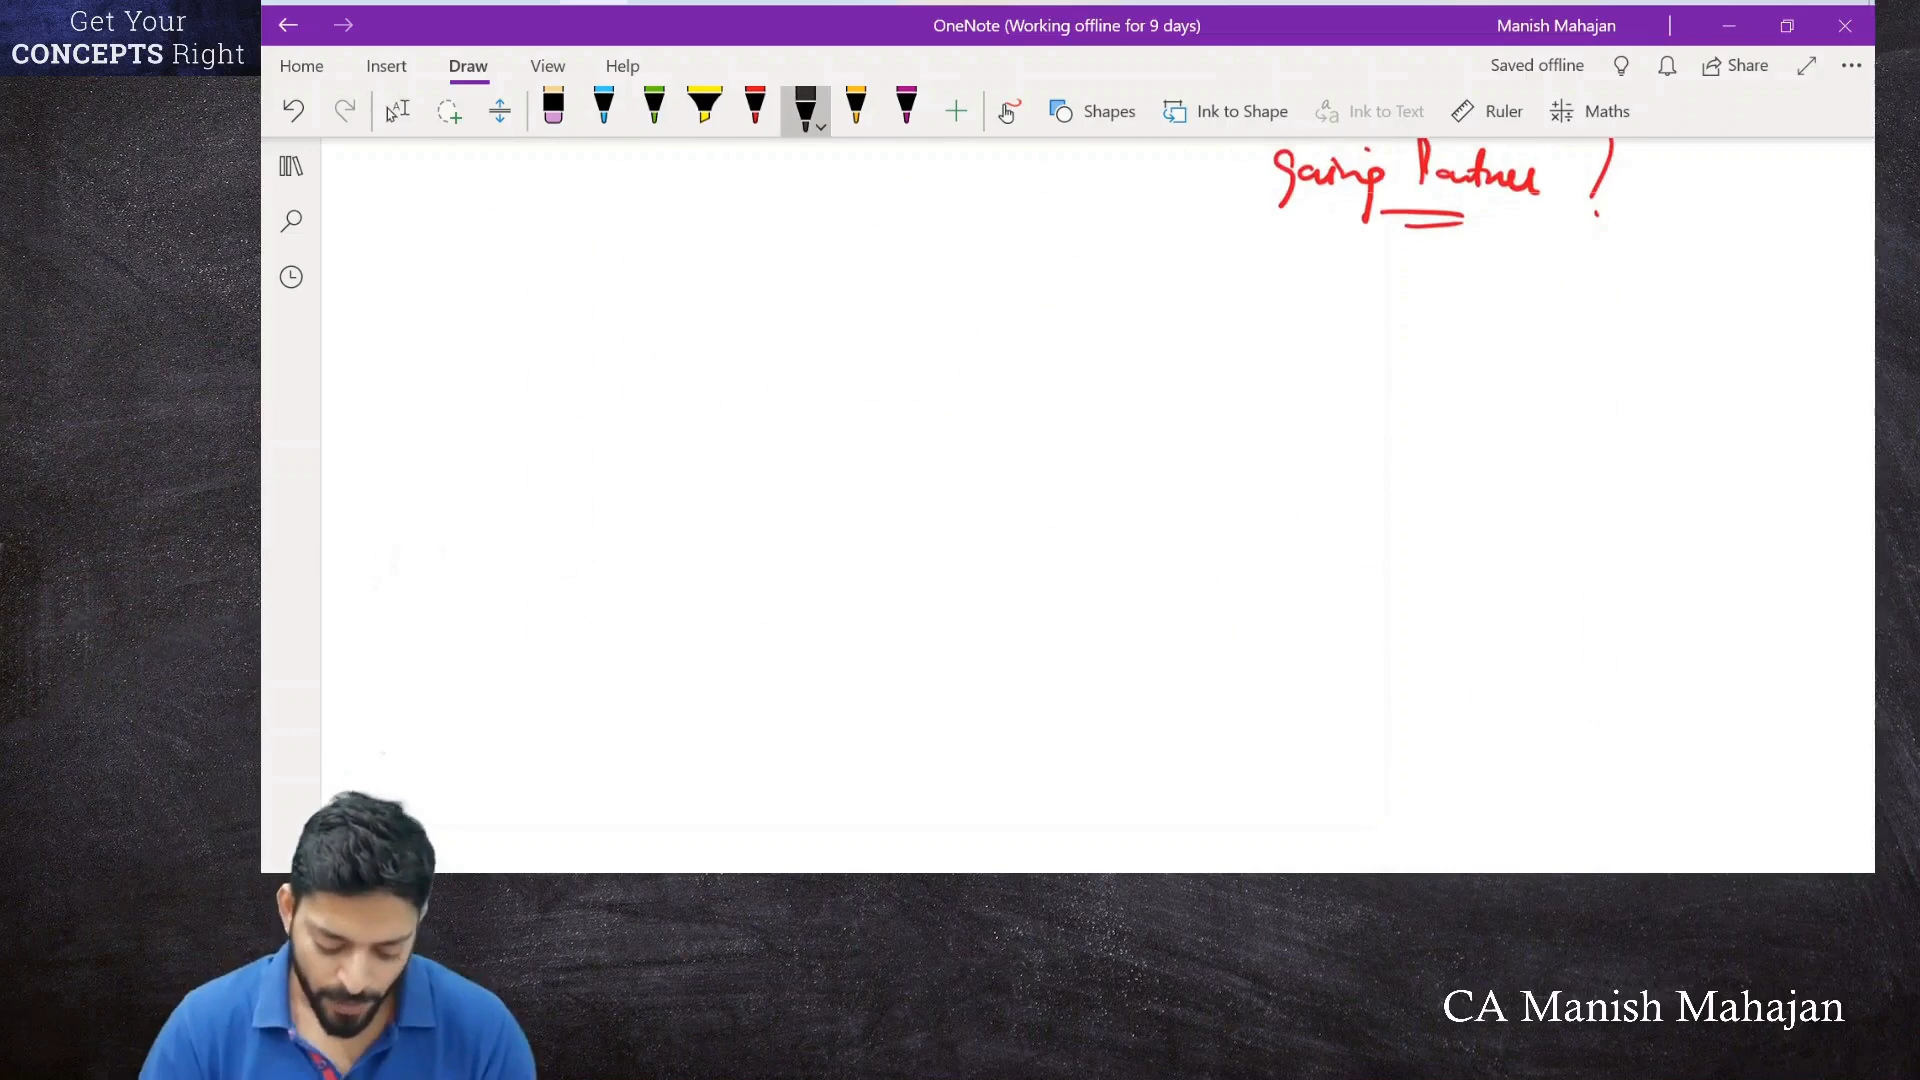 Get Your
CONCEPTS Right
OneNote (Working offline for 9 days)
Manish Mahajan
Home
Insert
Draw
View
Help
Saved offline
Share
Shapes
Ink to Shape
Ink to Text
Ruler
Maths
Partner
CA Manish Mahajan